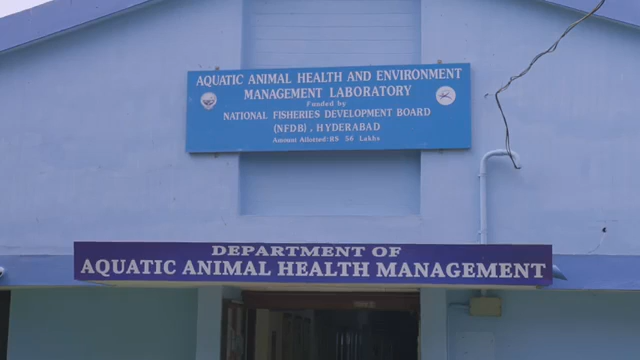 AQUATIC ANIMAL HEALTH AND ENVIRONMENT
MANAGEMENT LABORATORY
Funded by
NATIONAL FISHERIES DEVELOPMENT BOARD
(NFDB), HYDERABAD
Amount Allotted: RS 56 Lakhs
DEPARTMENT OF
AQUATIC ANIMAL HEALTH MANAGEMENT